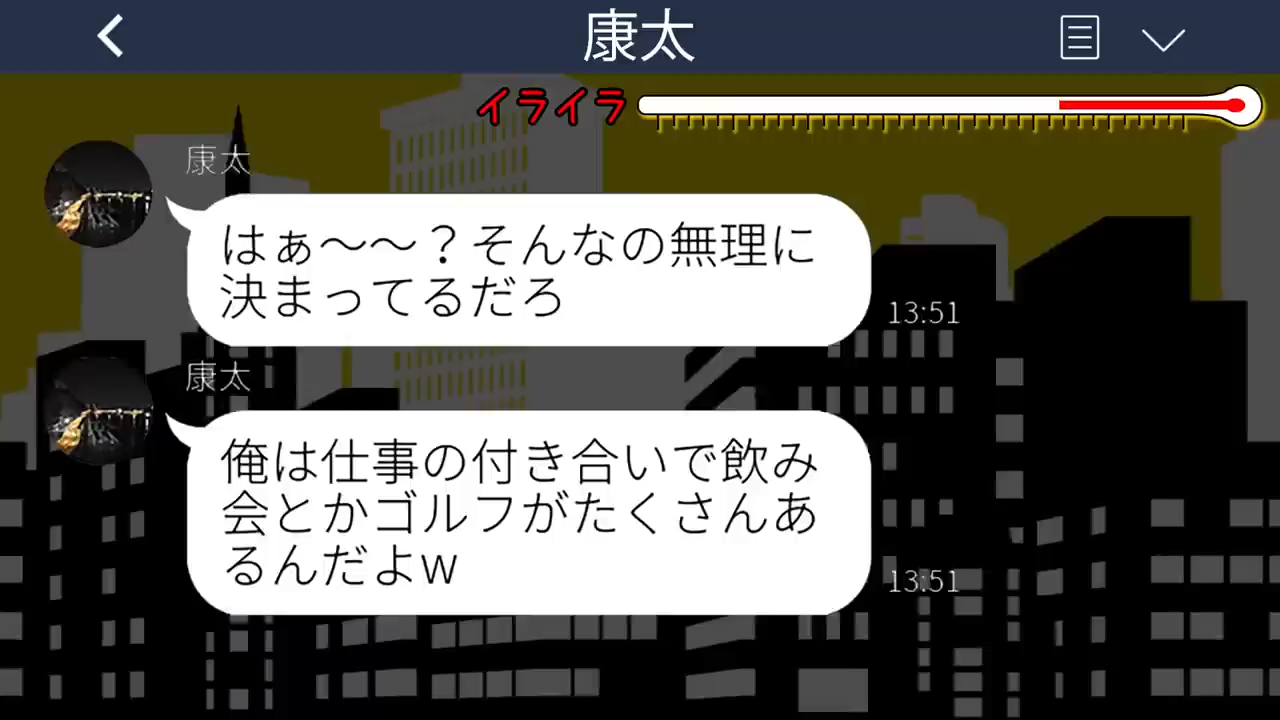 康太
イライラ
康太
はぁ～～？そんなの無理に
決まってるだろ
13:51
康太
俺は仕事の付き合いで飲み
会とかゴルフがたくさんあ
るんだよw
13:51